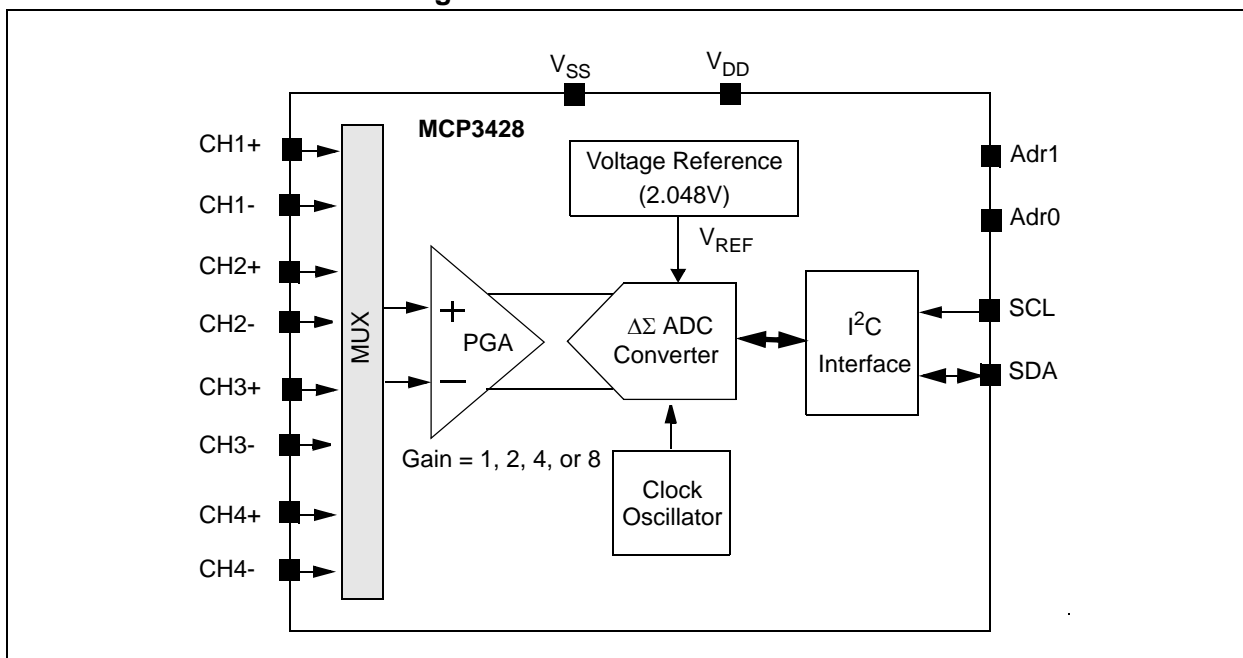 V_SS
V_DD
MCP3428
CH1+
CH1-
CH2+
CH2-
CH3+
CH3-
CH4+
CH4-
MUX
+
PGA
−
Gain = 1, 2, 4, or 8
Voltage Reference
(2.048V)
V_REF
ΔΣ ADC
Converter
Clock
Oscillator
I²C
Interface
Adr1
Adr0
SCL
SDA